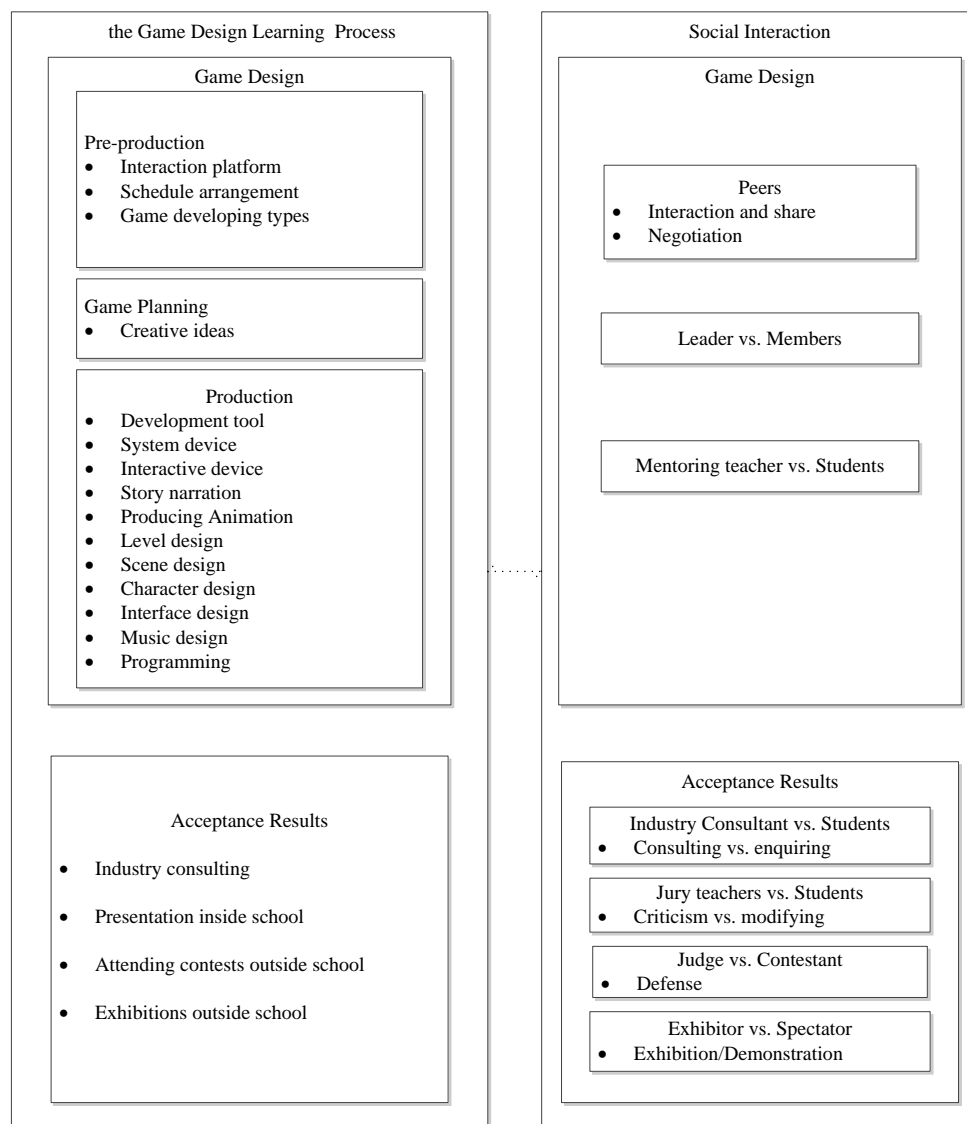 the Game Design Learning Process
Game Design
Pre-production
• Interaction platform
• Schedule arrangement
• Game developing types
Game Planning
• Creative ideas
Production
• Development tool
• System device
• Interactive device
• Story narration
• Producing Animation
• Level design
• Scene design
• Character design
• Interface design
• Music design
• Programming
Acceptance Results
• Industry consulting
• Presentation inside school
• Attending contests outside school
• Exhibitions outside school
Social Interaction
Game Design
Peers
• Interaction and share
• Negotiation
Leader vs. Members
Mentoring teacher vs. Students
Acceptance Results
Industry Consultant vs. Students
• Consulting vs. enquiring
Jury teachers vs. Students
• Criticism vs. modifying
Judge vs. Contestant
• Defense
Exhibitor vs. Spectator
• Exhibition/Demonstration